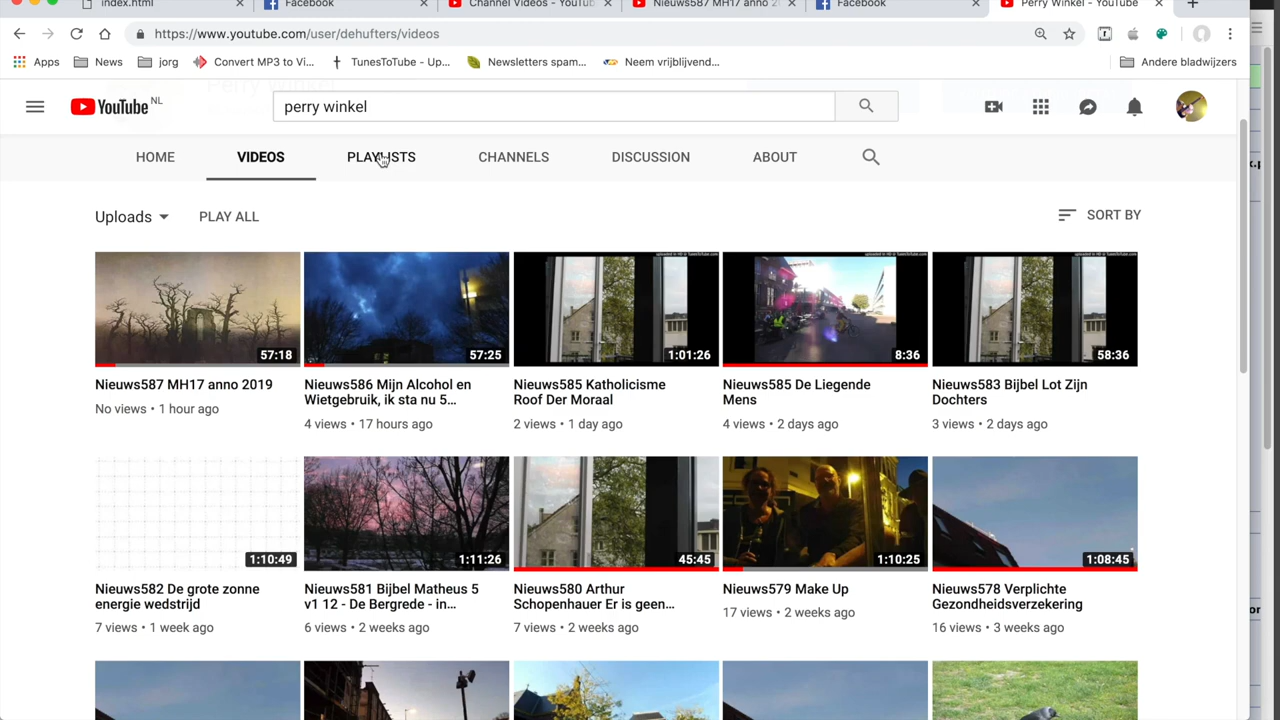 index.html
Facebook
Channel Videos - YouTub
Nieuws587 MH17 anno 2
Facebook
Perry Winkel - YouTube
https://www.youtube.com/user/dehufters/videos
Apps
News
jorg
Convert MP3 to Vi...
TunesToTube - Up...
Newsletters spam...
Neem vrijblijvend...
Andere bladwijzers
YouTube NL
perry winkel
HOME
VIDEOS
PLAYLISTS
CHANNELS
DISCUSSION
ABOUT
Uploads
PLAY ALL
SORT BY
57:18
57:25
1:01:26
8:36
58:36
Nieuws587 MH17 anno 2019
No views • 1 hour ago
Nieuws586 Mijn Alcohol en
Wietgebruik, ik sta nu 5...
4 views • 17 hours ago
Nieuws585 Katholicisme
Roof Der Moraal
2 views • 1 day ago
Nieuws585 De Liegende
Mens
4 views • 2 days ago
Nieuws583 Bijbel Lot Zijn
Dochters
3 views • 2 days ago
1:10:49
1:11:26
45:45
1:10:25
1:08:45
Nieuws582 De grote zonne
energie wedstrijd
7 views • 1 week ago
Nieuws581 Bijbel Matheus 5
v1 12 - De Bergrede - in...
6 views • 2 weeks ago
Nieuws580 Arthur
Schopenhauer Er is geen...
7 views • 2 weeks ago
Nieuws579 Make Up
17 views • 2 weeks ago
Nieuws578 Verplichte
Gezondheidsverzekering
16 views • 3 weeks ago